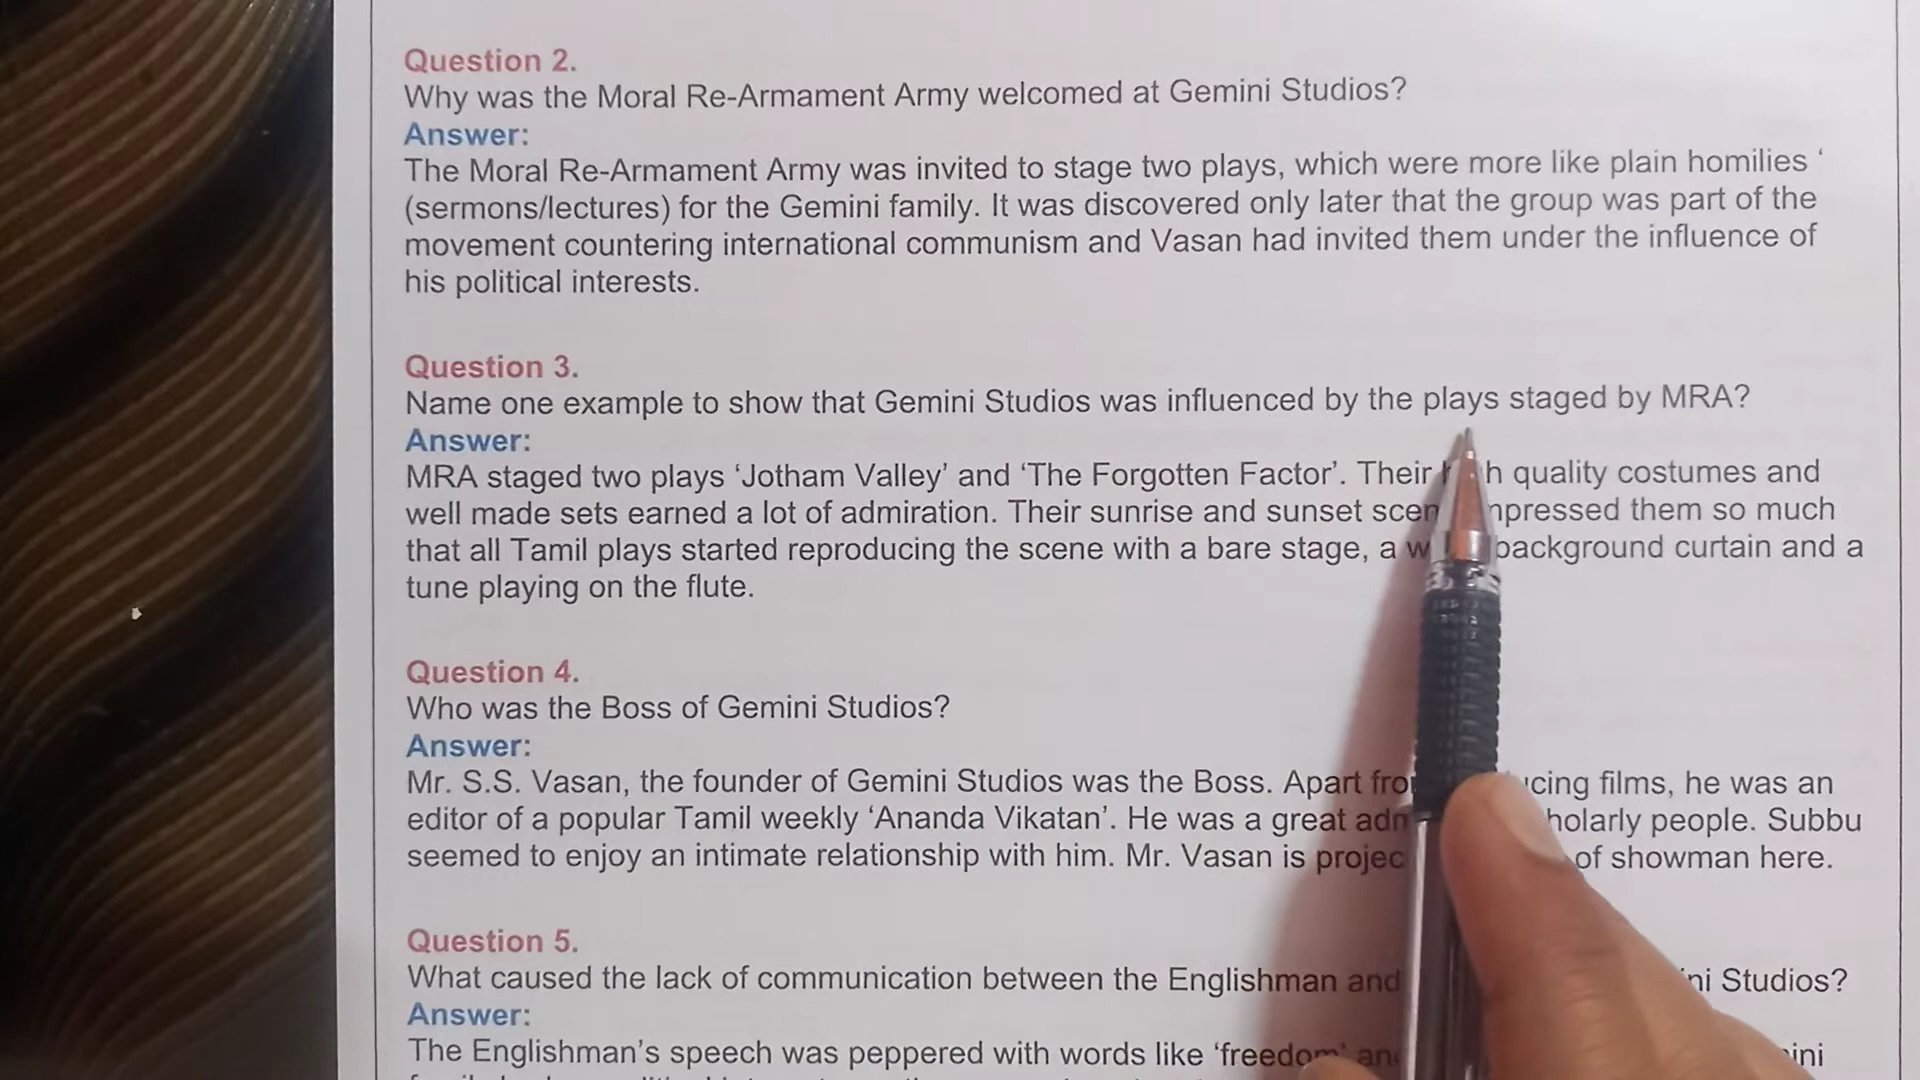 Question 2.
Why was the Moral Re-Armament Army welcomed at Gemini Studios?
Answer:
The Moral Re-Armament Army was invited to stage two plays, which were more like plain homilies ‘
(sermons/lectures) for the Gemini family. It was discovered only later that the group was part of the
movement countering international communism and Vasan had invited them under the influence of
his political interests.
Question 3.
Name one example to show that Gemini Studios was influenced by the plays staged by MRA?
Answer:
MRA staged two plays ‘Jotham Valley’ and ‘The Forgotten Factor’. Their quality costumes and
well made sets earned a lot of admiration. Their sunrise and sunset them so much
that all Tamil plays started reproducing the scene with a bare stage, a background curtain and a
tune playing on the flute.
Question 4.
Who was the Boss of Gemini Studios?
Answer:
Mr. S.S. Vasan, the founder of Gemini Studios was the Boss. Apart films, he was an
editor of a popular Tamil weekly ‘Ananda Vikatan’. He was a great people. Subbu
seemed to enjoy an intimate relationship with him. Mr. Vasan is of showman here.
Question 5.
What caused the lack of communication between the Englishman and Studios?
Answer:
The Englishman’s speech was peppered with words like ‘freedom’